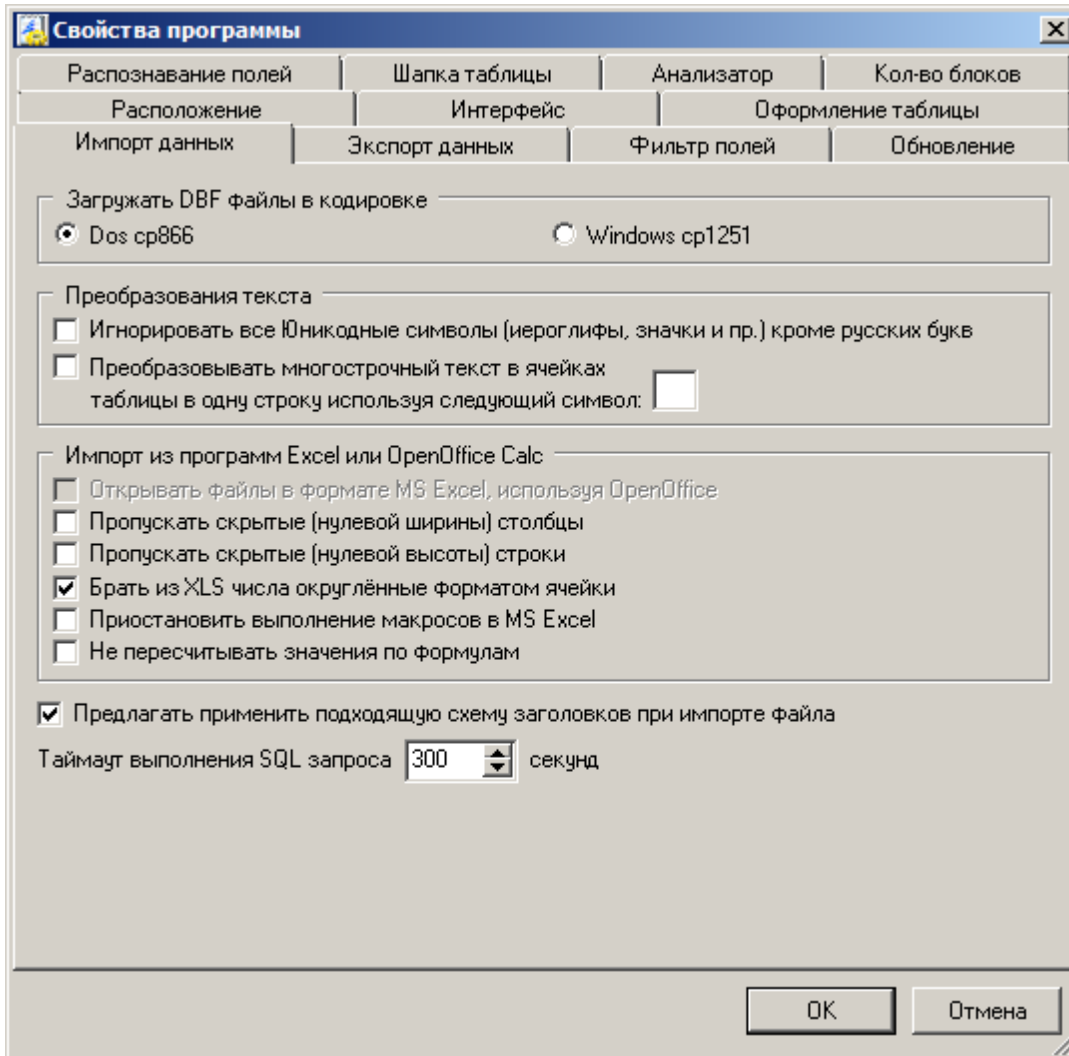 Свойства программы
Распознавание полей
Шапка таблицы
Анализатор
Кол-во блоков
Расположение
Интерфейс
Оформление таблицы
Импорт данных
Экспорт данных
Фильтр полей
Обновление
Загружать DBF файлы в кодировке
Dos cp866
Windows cp1251
Преобразования текста
Игнорировать все Юникодные символы (иероглифы, значки и пр.) кроме русских букв
Преобразовывать многострочный текст в ячейках
таблицы в одну строку используя следующий символ:
Импорт из программ Excel или OpenOffice Calc
Открывать файлы в формате MS Excel, используя OpenOffice
Пропускать скрытые (нулевой ширины) столбцы
Пропускать скрытые (нулевой высоты) строки
Брать из XLS числа округлённые форматом ячейки
Приостановить выполнение макросов в MS Excel
Не пересчитывать значения по формулам
Предлагать применить подходящую схему заголовков при импорте файла
Таймаут выполнения SQL запроса 300 секунд
OK
Отмена